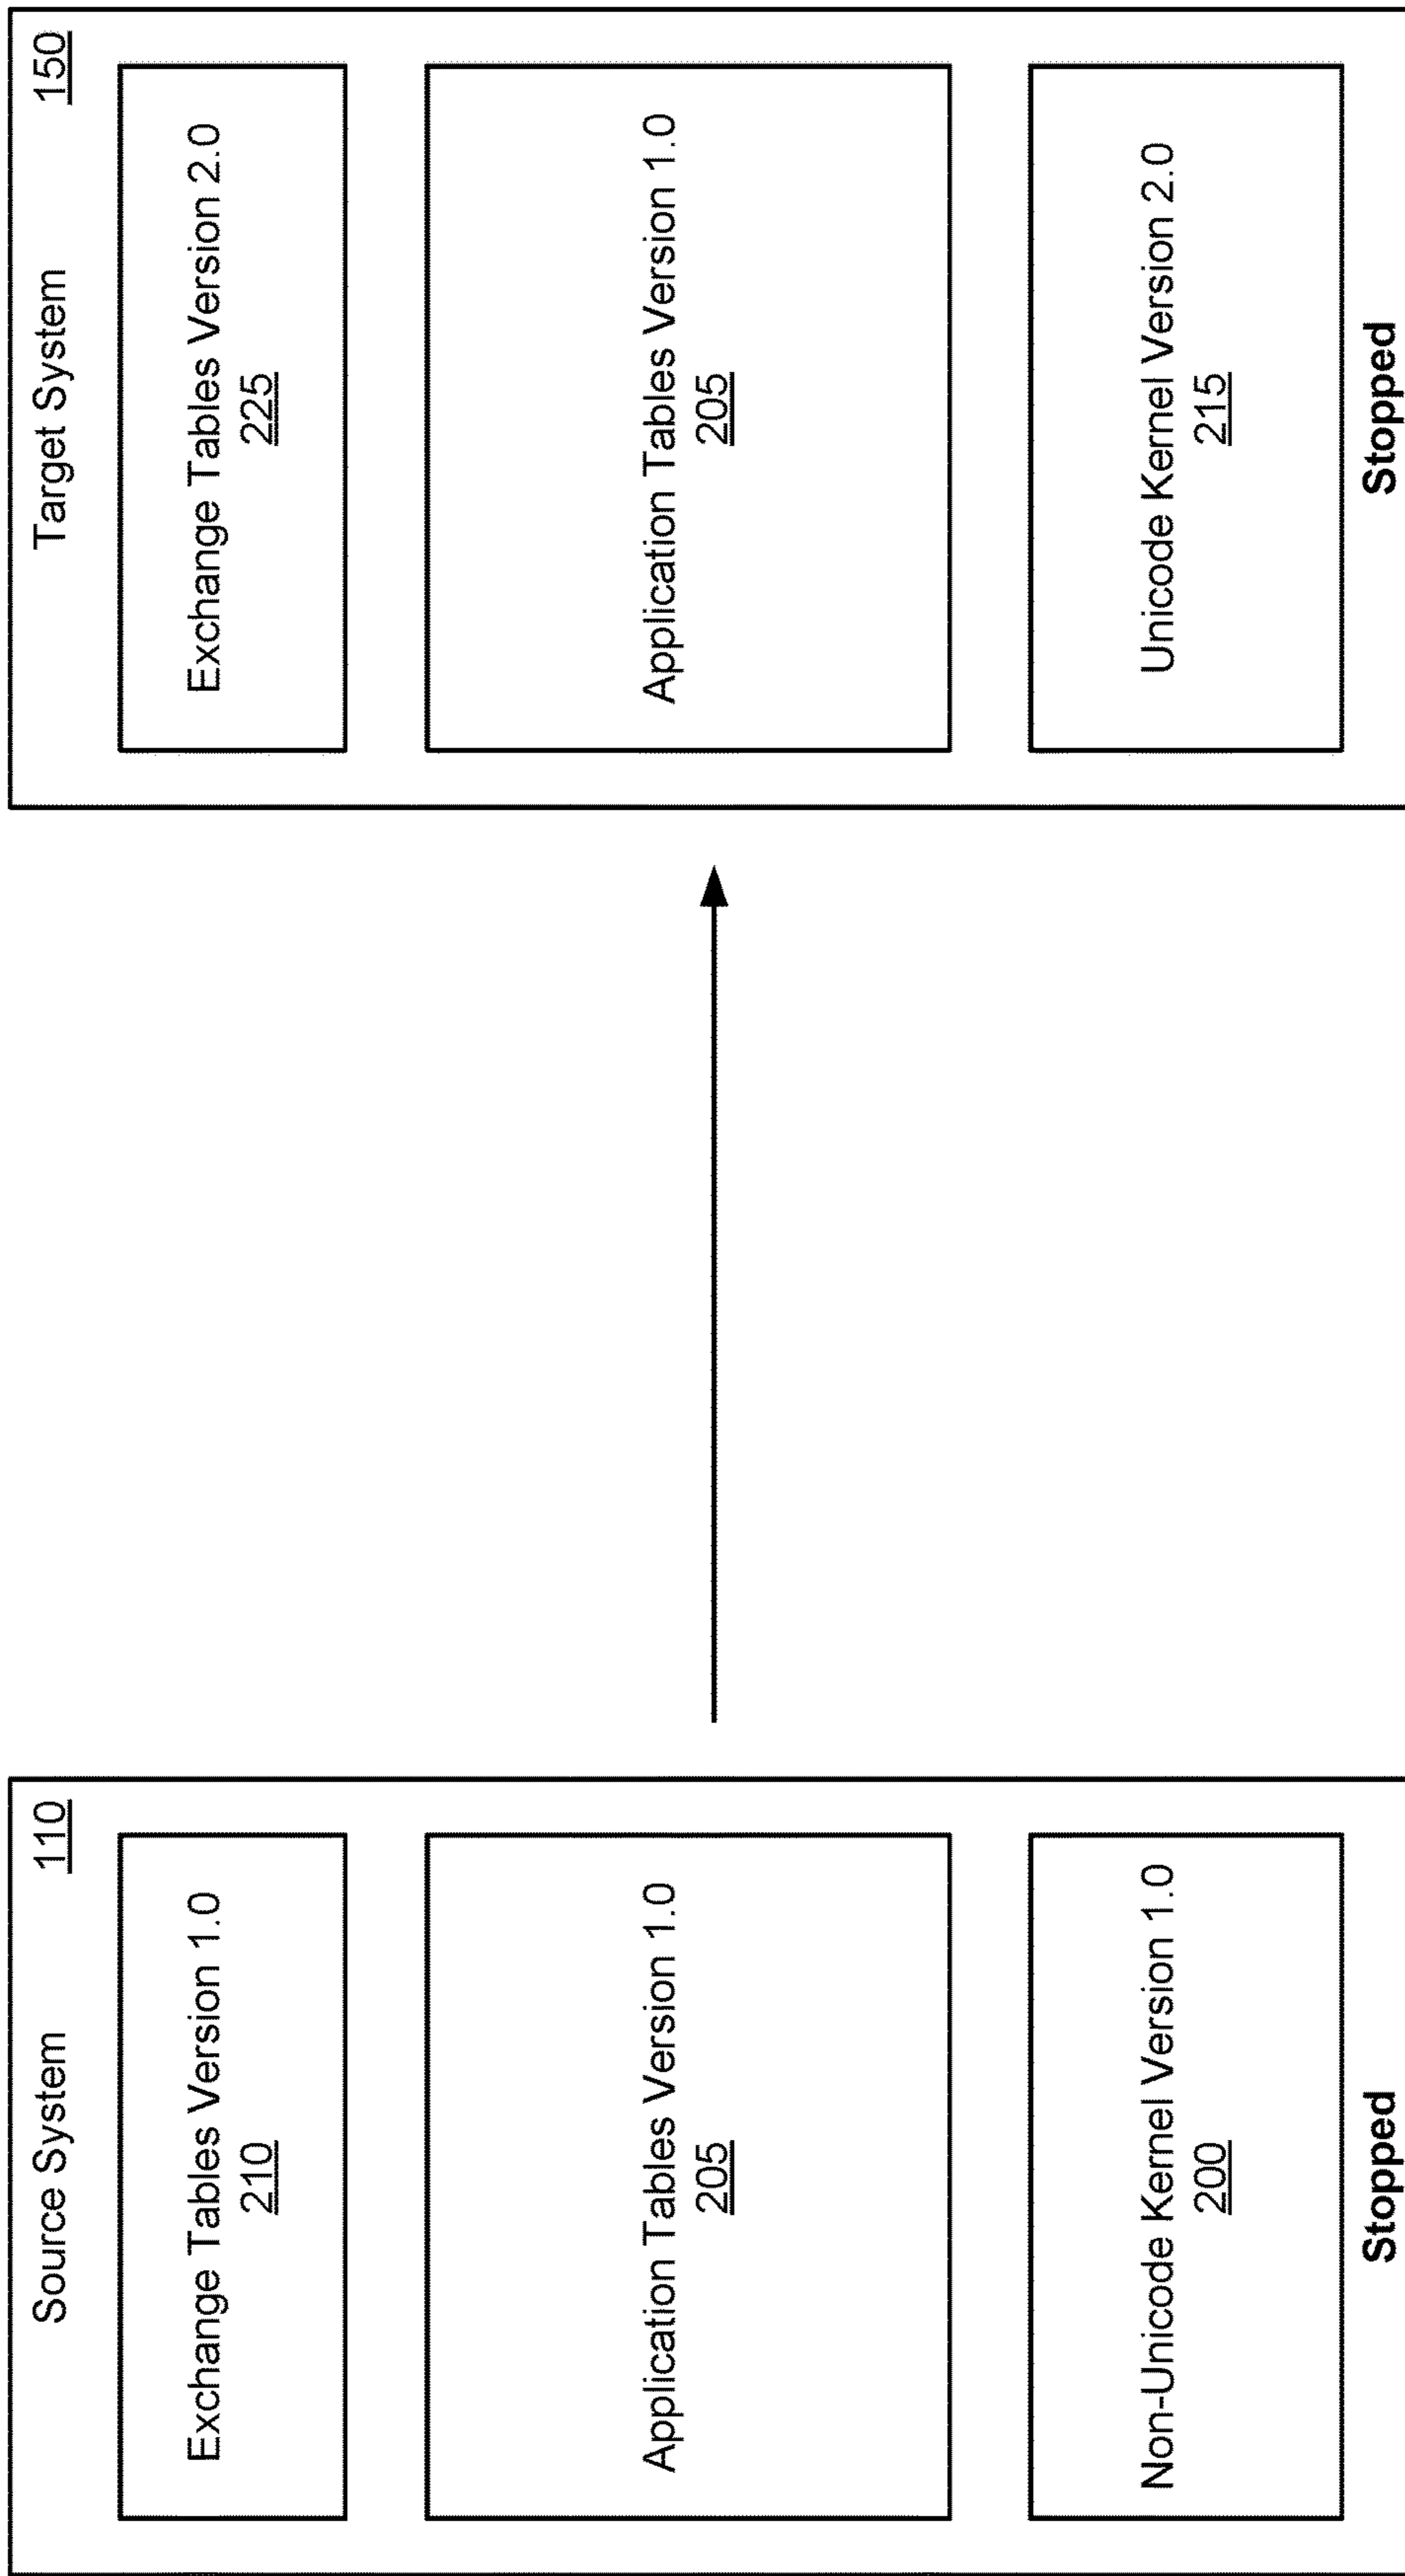 Source System
110
Exchange Tables Version 1.0
210
Application Tables Version 1.0
205
Non-Unicode Kernel Version 1.0
200
Stopped
Target System
150
Exchange Tables Version 2.0
225
Application Tables Version 1.0
205
Unicode Kernel Version 2.0
215
Stopped